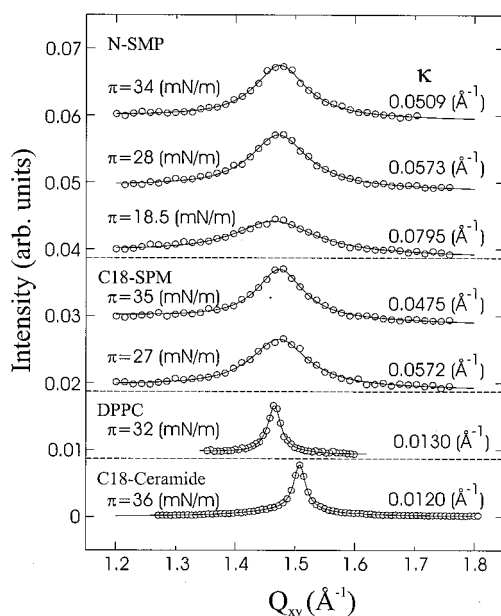 N-SMP
κ
π=34 (mN/m)
0.0509 (Å⁻¹)
π=28 (mN/m)
0.0573 (Å⁻¹)
π=18.5 (mN/m)
0.0795 (Å⁻¹)
C18-SPM
π=35 (mN/m)
0.0475 (Å⁻¹)
π=27 (mN/m)
0.0572 (Å⁻¹)
DPPC
π=32 (mN/m)
0.0130 (Å⁻¹)
C18-Ceramide
π=36 (mN/m)
0.0120 (Å⁻¹)
Intensity (arb. units)
0.07
0.06
0.05
0.04
0.03
0.02
0.01
0
1.2 1.3 1.4 1.5 1.6 1.7 1.8
Qxy (Å⁻¹)